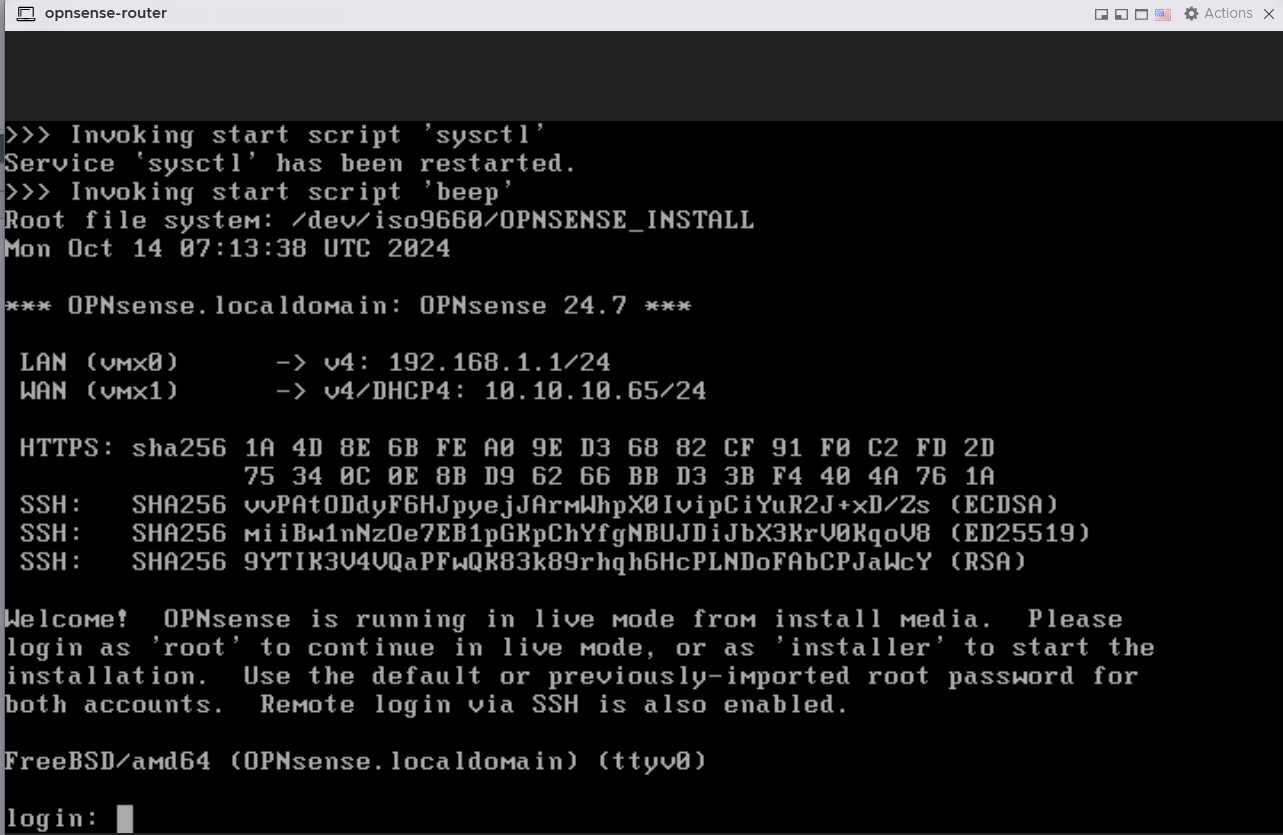 opnsense-router
Actions
>>> Invoking start script 'sysctl'
Service 'sysctl' has been restarted.
>>> Invoking start script 'beep'
Root file system: /dev/iso9660/OPNSENSE_INSTALL
Mon Oct 14 07:13:38 UTC 2024
*** OPNsense.localdomain: OPNsense 24.7 ***
LAN (vmx0) -> v4: 192.168.1.1/24
WAN (vmx1) -> v4/DHCP4: 10.10.10.65/24
HTTPS: sha256 1A 4D 8E 6B FE A0 9E D3 68 82 CF 91 F0 C2 FD 2D
75 34 0C 0E 8B D9 62 66 BB D3 3B F4 40 4A 76 1A
SSH: SHA256 vvPAtODdyF6HJpyejJArmWhpX0IvipCiYuR2J+xD/Zs (ECDSA)
SSH: SHA256 miiBw1nNzOe7EB1pGKpChYfgNBUJDiJbX3KrV0KqoV8 (ED25519)
SSH: SHA256 9YTIK3V4VQaPFwQK83k89rhqh6HcPLNDoFAbCPJaWcY (RSA)
Welcome!  OPNsense is running in live mode from install media.  Please
login as 'root' to continue in live mode, or as 'installer' to start the
installation.  Use the default or previously-imported root password for
both accounts.  Remote login via SSH is also enabled.
FreeBSD/amd64 (OPNsense.localdomain) (ttyv0)
login: